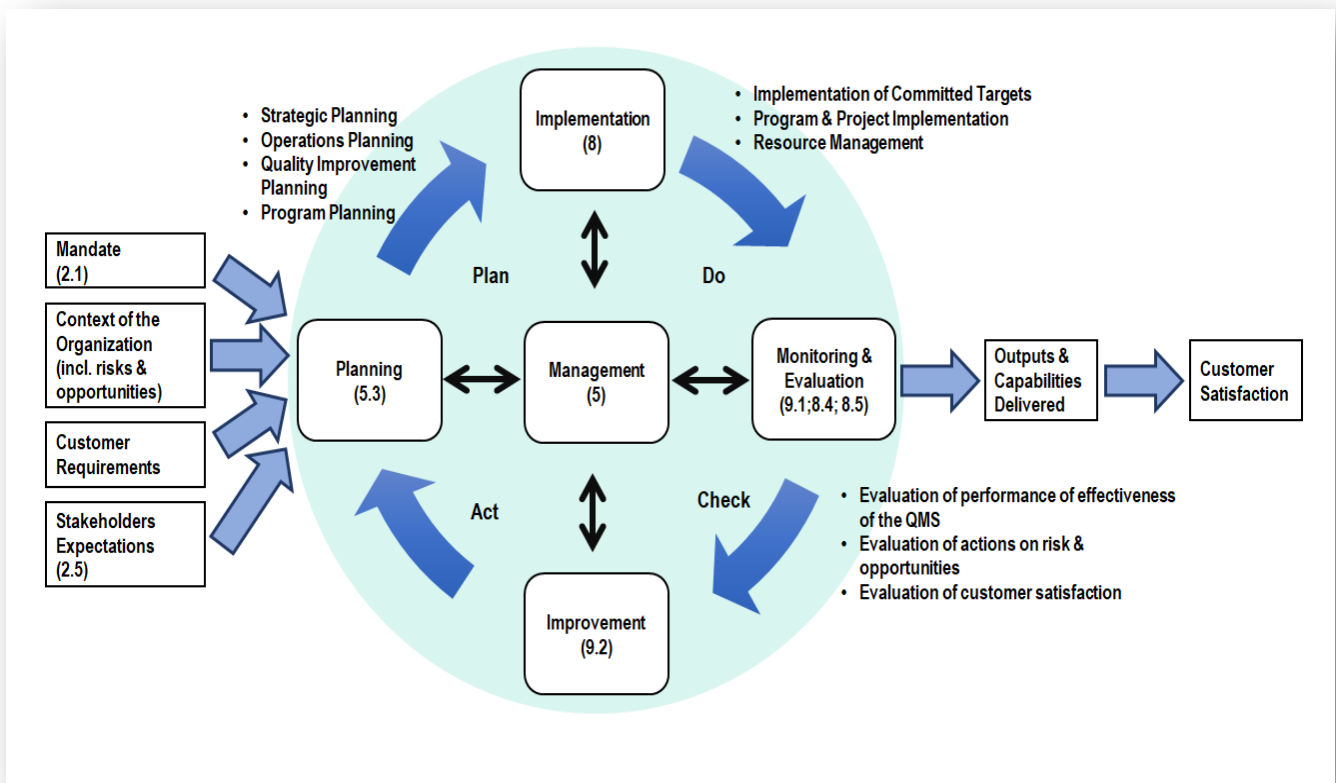 Strategic Planning
Operations Planning
Quality Improvement
Planning
Program Planning
Implementation
(8)
Implementation of Committed Targets
Program & Project Implementation
Resource Management
Mandate
(2.1)
Context of the
Organization
(incl. risks &
opportunities)
Customer
Requirements
Stakeholders
Expectations
(2.5)
Plan
Do
Planning
(5.3)
Management
(5)
Monitoring &
Evaluation
(9.1;8.4; 8.5)
Outputs &
Capabilities
Delivered
Customer
Satisfaction
Act
Check
Improvement
(9.2)
Evaluation of performance of effectiveness
of the QMS
Evaluation of actions on risk &
opportunities
Evaluation of customer satisfaction